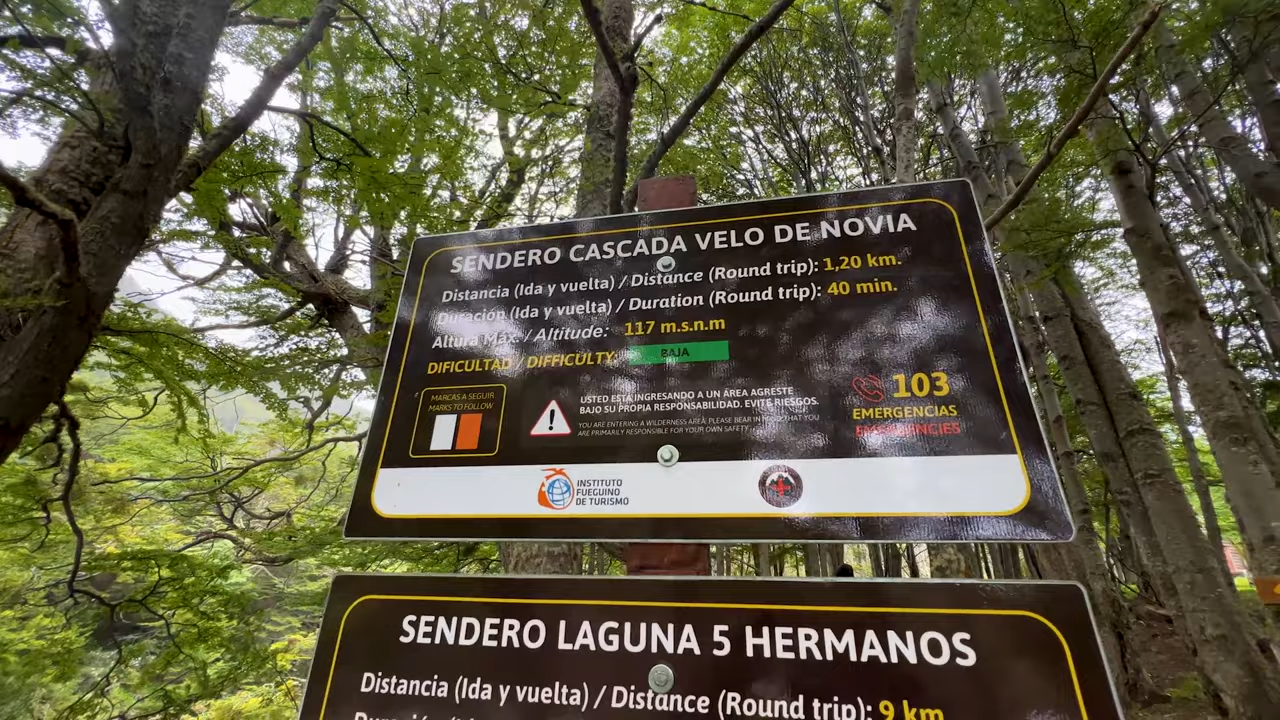 SENDERO CASCADA VELO DE NOVIA
Distancia (Ida y vuelta) / Distance (Round trip): 1,20 km.
Duración (Ida y vuelta) / Duration (Round trip): 40 min.
Altura Máx. / Altitude: 117 m.s.n.m
DIFICULTAD / DIFFICULTY: BAJA
MARCAS A SEGUIR
MARKS TO FOLLOW
USTED ESTÁ INGRESANDO A UN ÁREA AGRESTE
BAJO SU PROPIA RESPONSABILIDAD. EVITE RIESGOS.
YOU ARE ENTERING A WILDERNESS AREA. PLEASE BEAR IN MIND THAT YOU
ARE PRIMARILY RESPONSIBLE FOR YOUR OWN SAFETY.
103
EMERGENCIAS
EMERGENCIES
INSTITUTO
FUEGUINO
DE TURISMO
SENDERO LAGUNA 5 HERMANOS
Distancia (Ida y vuelta) / Distance (Round trip): 9 km